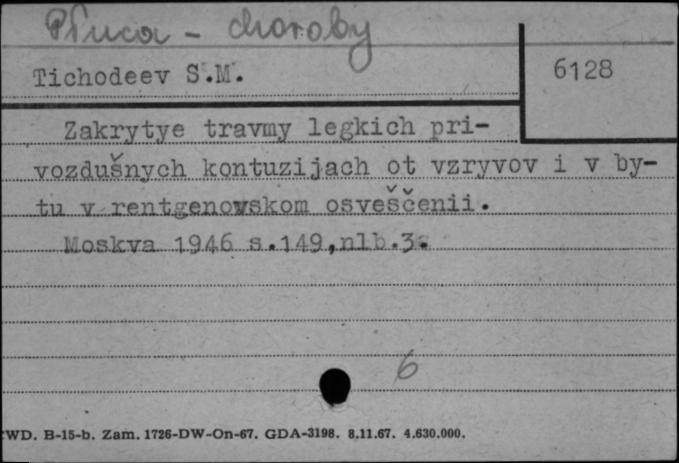 Płuca - choroby
Tichodeev S.M.
6128
Zakrytye travmy legkich pri-
vozdušnych kontuzijach ot vzryvov i v by-
tu v rentgenovskom osveščenii.
Moskva 1946 s.149,nlb.3.
6
WD. B-15-b. Zam. 1726-DW-On-67. GDA-3198. 8.11.67. 4.630.000.